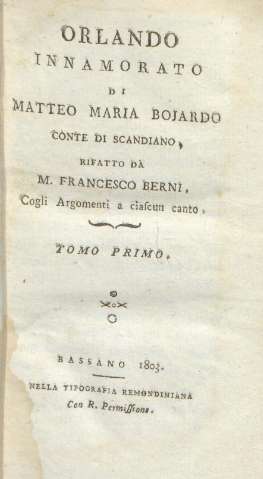 ORLANDO
INNAMORATO
DI
MATTEO MARIA BOJARDO
CONTE DI SCANDIANO,
RIFATTO DA
M. FRANCESCO BERNI,
Cogli Argomenti a ciaſcun canto.
TOMO PRIMO.
BASSANO 1803.
NELLA TIPOGRAFIA REMONDINIANA
Con R. Permiſſione.